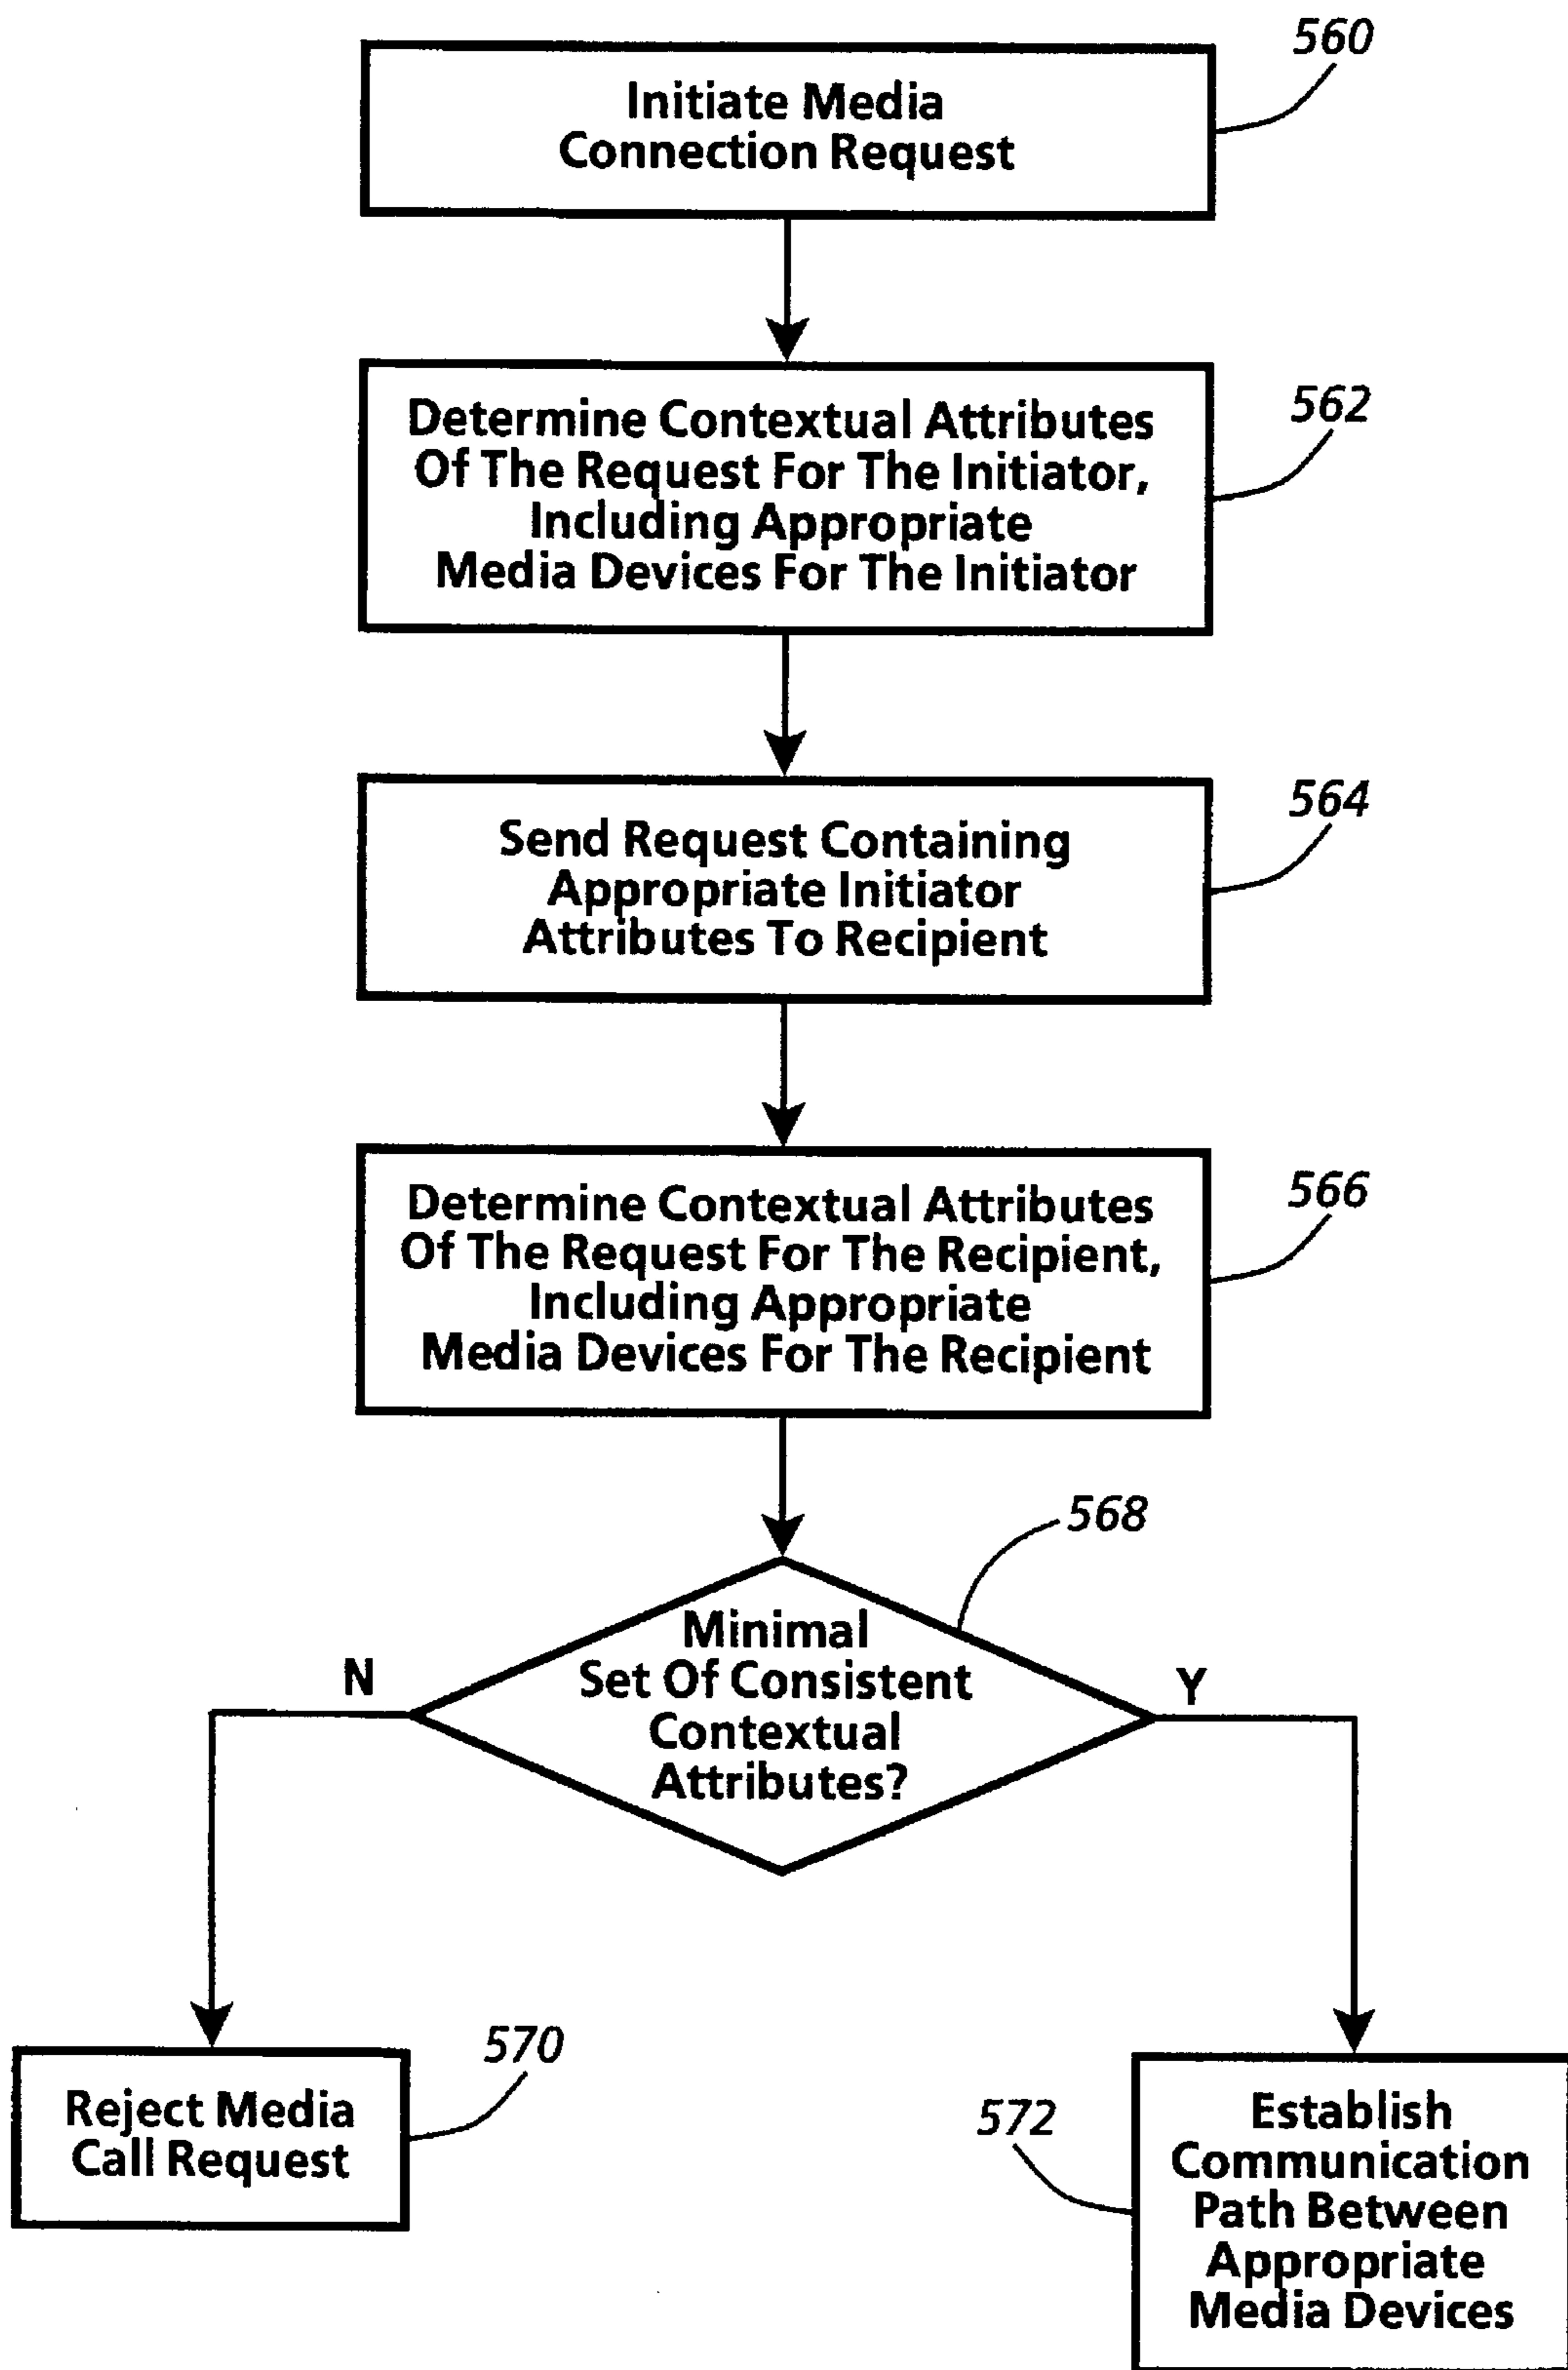 560
Initiate Media
Connection Request
562
Determine Contextual Attributes
Of The Request For The Initiator,
Including Appropriate
Media Devices For The Initiator
564
Send Request Containing
Appropriate Initiator
Attributes To Recipient
566
Determine Contextual Attributes
Of The Request For The Recipient,
Including Appropriate
Media Devices For The Recipient
568
Minimal
Set Of Consistent
Contextual
Attributes?
N
Y
570
Reject Media
Call Request
572
Establish
Communication
Path Between
Appropriate
Media Devices